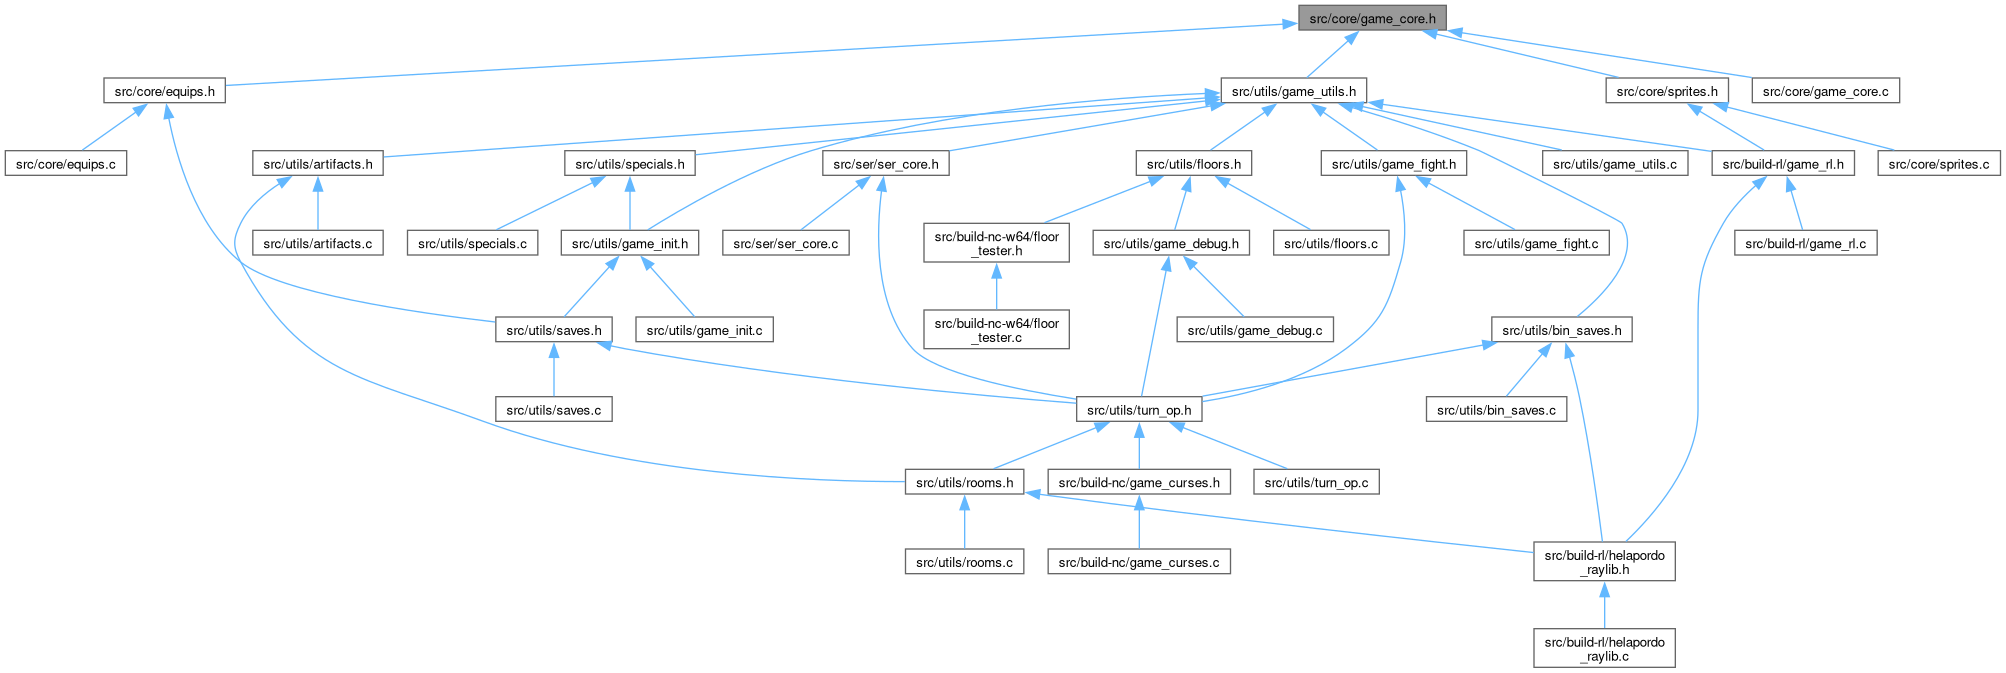 src/core/game_core.h
src/core/equips.h
src/utils/game_utils.h
src/core/sprites.h
src/core/game_core.c
src/core/equips.c
src/utils/artifacts.h
src/utils/specials.h
src/ser/ser_core.h
src/utils/floors.h
src/utils/game_fight.h
src/utils/game_utils.c
src/build-rl/game_rl.h
src/core/sprites.c
src/utils/artifacts.c
src/utils/specials.c
src/utils/game_init.h
src/ser/ser_core.c
src/build-nc-w64/floor
_tester.h
src/utils/game_debug.h
src/utils/floors.c
src/utils/game_fight.c
src/build-rl/game_rl.c
src/utils/saves.h
src/utils/game_init.c
src/build-nc-w64/floor
_tester.c
src/utils/game_debug.c
src/utils/bin_saves.h
src/utils/saves.c
src/utils/turn_op.h
src/utils/bin_saves.c
src/utils/rooms.h
src/build-nc/game_curses.h
src/utils/turn_op.c
src/utils/rooms.c
src/build-nc/game_curses.c
src/build-rl/helapordo
_raylib.h
src/build-rl/helapordo
_raylib.c